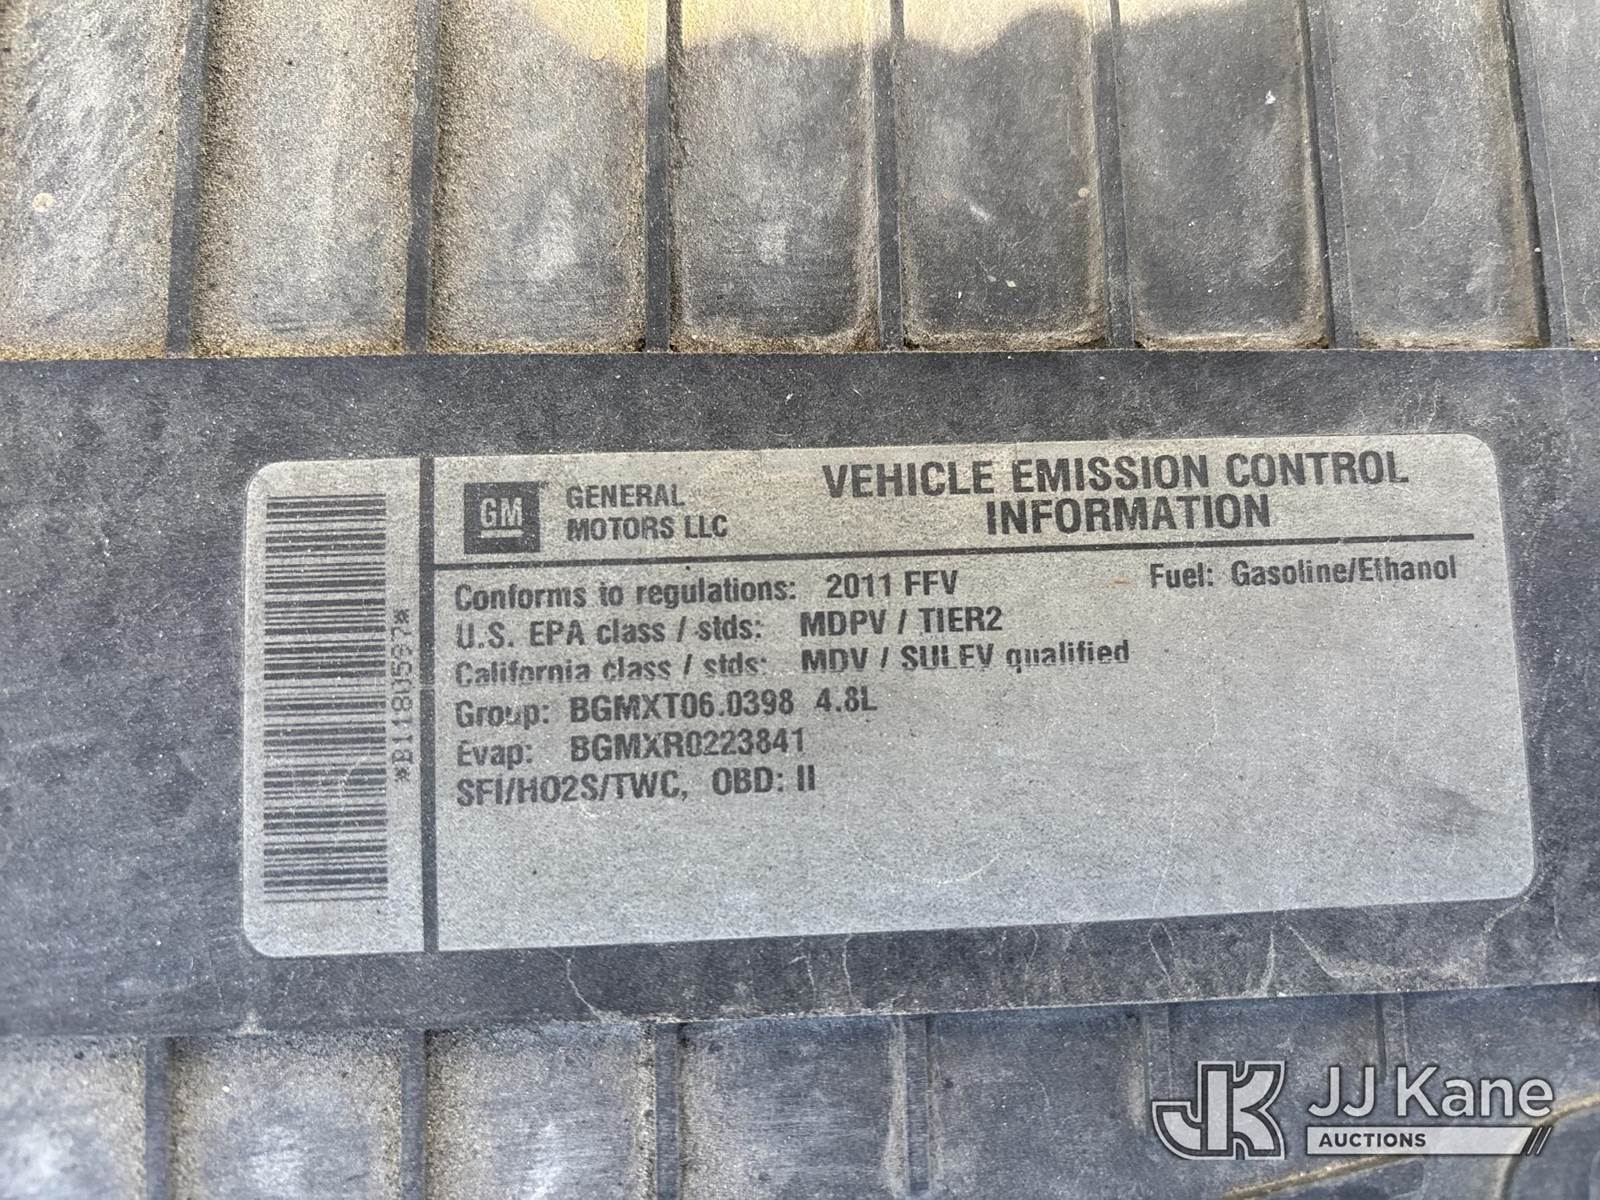 GM GENERAL MOTORS LLC
VEHICLE EMISSION CONTROL
INFORMATION
Conforms to regulations: 2011 FFV Fuel: Gasoline/Ethanol
U.S. EPA class / stds: MDPV / TIER2
California class / stds: MDV / SULEV qualified
Group: BGMXT06.0398 4.8L
Evap: BGMXR0223841
SFI/HO2S/TWC, OBD: II
*B1180537*
JK JJ Kane
AUCTIONS